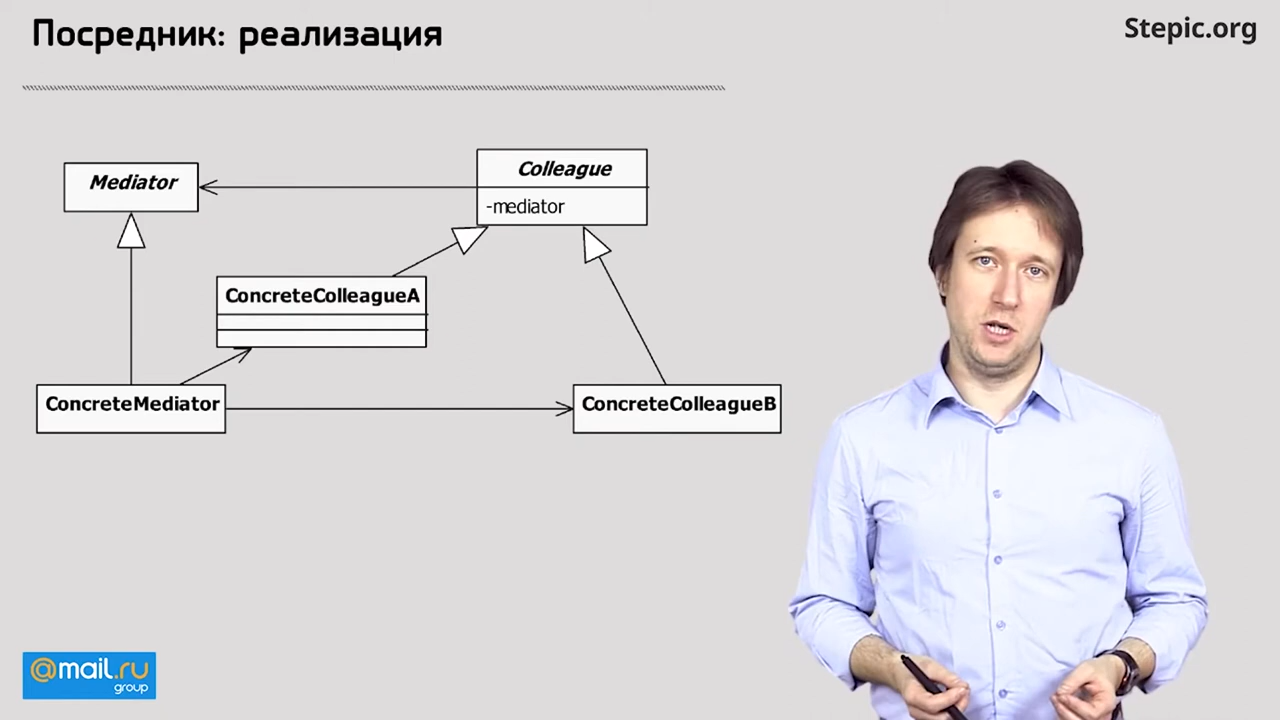 Посредник: реализация
Stepic.org
Mediator
Colleague
-mediator
ConcreteColleagueA
ConcreteMediator
ConcreteColleagueB
@mail.ru
group